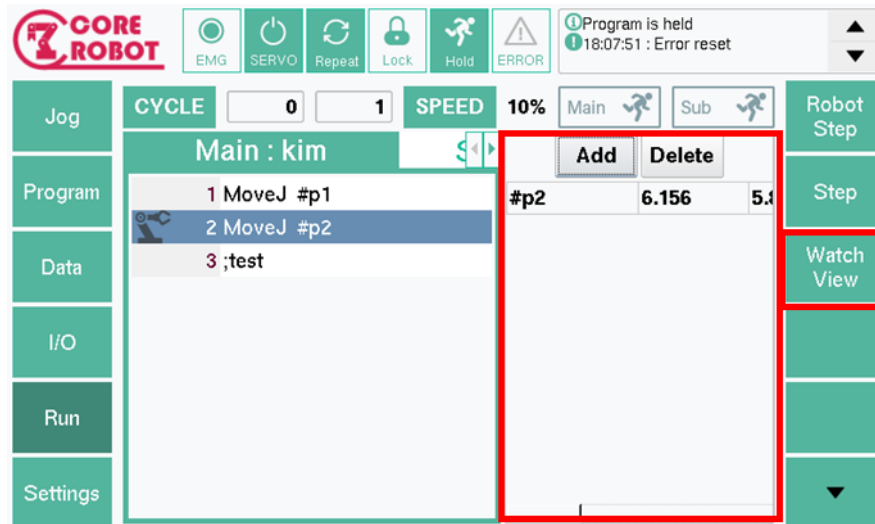 CORE
ROBOT
EMG
SERVO
Repeat
Lock
Hold
ERROR
Program is held
18:07:51 : Error reset
Jog
Program
Data
I/O
Run
Settings
CYCLE 0 1 SPEED 10% Main Sub
Main : kim
1 MoveJ #p1
2 MoveJ #p2
3 ;test
Add Delete
#p2 6.156
Robot
Step
Step
Watch
View